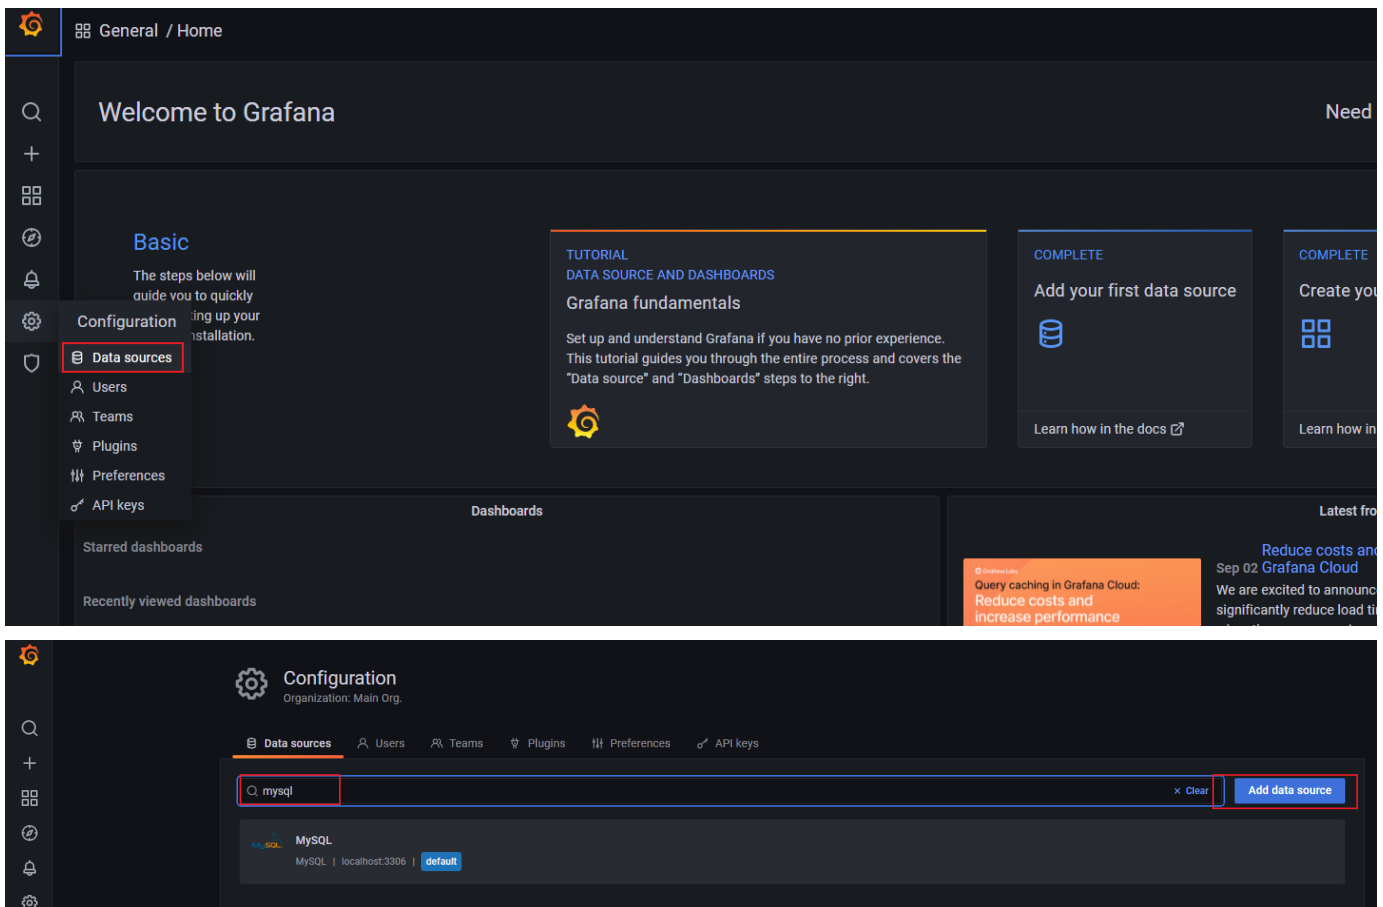 General / Home
Welcome to Grafana
Need
Basic
The steps below will
guide you to quickly
ing up your
nstallation.
TUTORIAL
DATA SOURCE AND DASHBOARDS
Grafana fundamentals
Set up and understand Grafana if you have no prior experience.
This tutorial guides you through the entire process and covers the
"Data source" and "Dashboards" steps to the right.
COMPLETE
Add your first data source
Learn how in the docs
COMPLETE
Create you
Learn how in
Configuration
Data sources
Users
Teams
Plugins
Preferences
API keys
Dashboards
Starred dashboards
Recently viewed dashboards
Latest fro
Grafana Labs
Query caching in Grafana Cloud:
Reduce costs and
increase performance
Reduce costs and
Sep 02 Grafana Cloud
We are excited to announc
significantly reduce load ti
Configuration
Organization: Main Org.
Data sources Users Teams Plugins Preferences API keys
mysql × Clear Add data source
MySQL
MySQL
MySQL | localhost:3306 | default